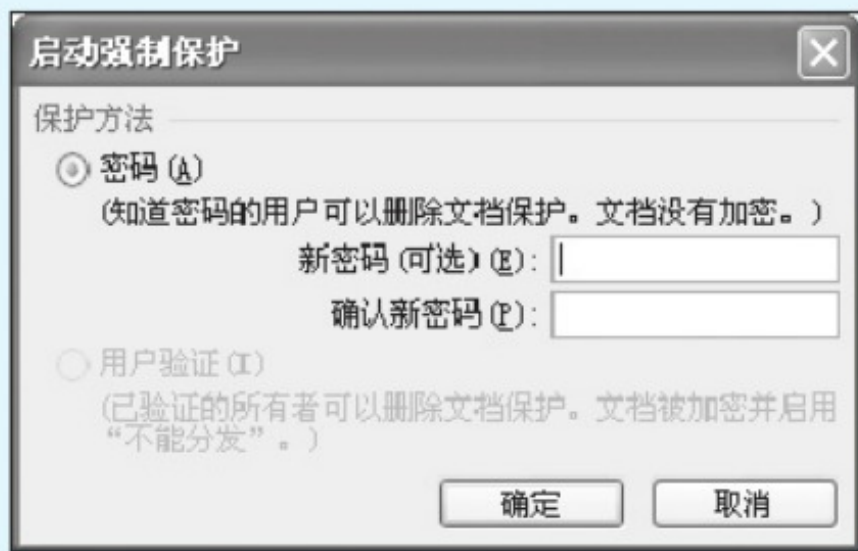 启动强制保护
保护方法
密码(A)
(知道密码的用户可以删除文档保护。文档没有加密。)
新密码(可选)(E):
确认新密码(P):
用户验证(I)
(已验证的所有者可以删除文档保护。文档被加密并启用
“不能分发”。)
确定
取消